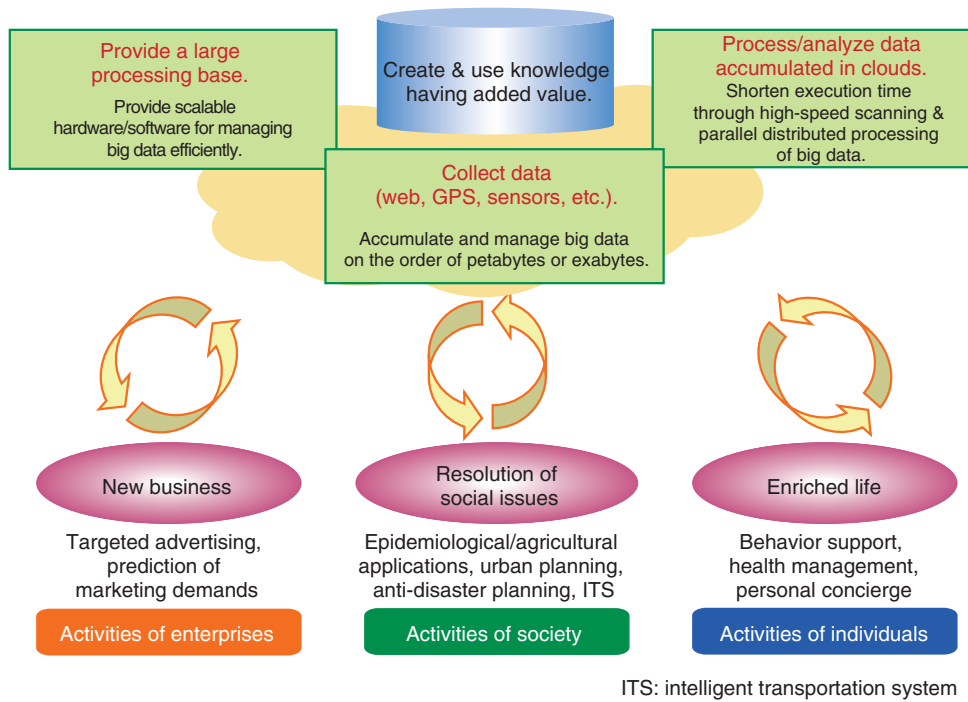 Provide a large
processing base.
Provide scalable
hardware/software for managing
big data efficiently.
Create & use knowledge
having added value.
Process/analyze data
accumulated in clouds.
Shorten execution time
through high-speed scanning &
parallel distributed processing
of big data.
Collect data
(web, GPS, sensors, etc.).
Accumulate and manage big data
on the order of petabytes or exabytes.
New business
Targeted advertising,
prediction of
marketing demands
Activities of enterprises
Resolution of
social issues
Epidemiological/agricultural
applications, urban planning,
anti-disaster planning, ITS
Activities of society
Enriched life
Behavior support,
health management,
personal concierge
Activities of individuals
ITS: intelligent transportation system